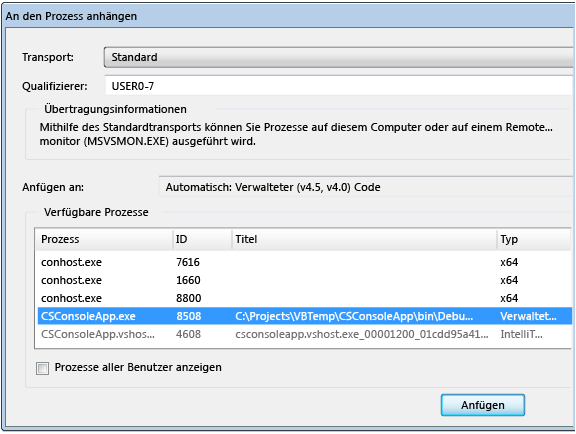 An den Prozess anhängen
Transport: Standard
Qualifizierer: USER0-7
Übertragungsinformationen
Mithilfe des Standardtransports können Sie Prozesse auf diesem Computer oder auf einem Remote...
monitor (MSVSMON.EXE) ausgeführt wird.
Anfügen an: Automatisch: Verwalteter (v4.5, v4.0) Code
Verfügbare Prozesse
Prozess ID Titel Typ
conhost.exe 7616 x64
conhost.exe 1660 x64
conhost.exe 8800 x64
CSConsoleApp.exe 8508 C:\Projects\VBTemp\CSConsoleApp\bin\Debu... Verwaltet...
CSConsoleApp.vshos... 4608 csconsoleapp.vshost.exe_00001200_01cdd95a41... IntelliT...
Prozesse aller Benutzer anzeigen
Anfügen